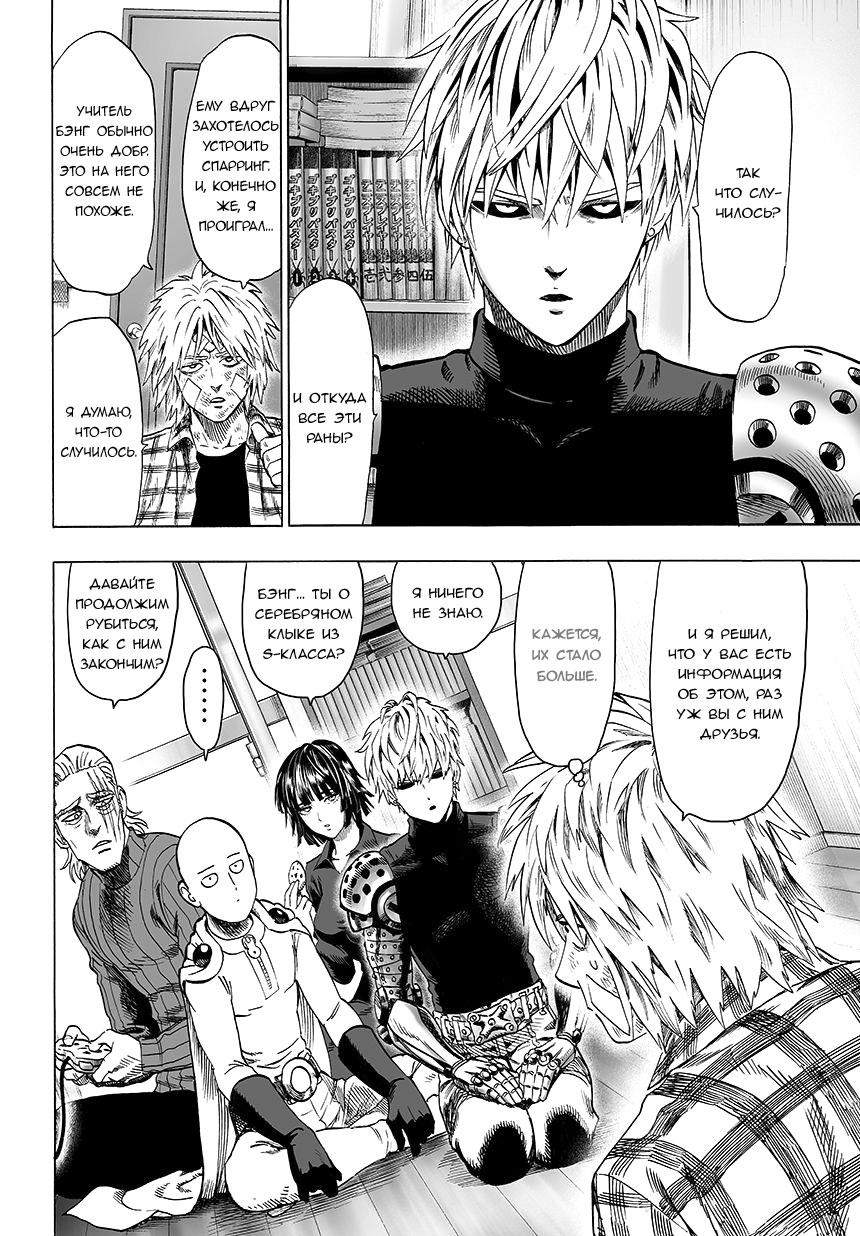 ТАК
ЧТО СЛУ-
ЧИЛОСЬ?
И ОТКУДА
ВСЕ ЭТИ
РАНЫ?
ЕМУ ВДРУГ
ЗАХОТЕЛОСЬ
УСТРОИТЬ
СПАРРИНГ.
И, КОНЕЧНО
ЖЕ, Я
ПРОИГРАЛ...
УЧИТЕЛЬ
БЭНГ ОБЫЧНО
ОЧЕНЬ ДОБР.
ЭТО НА НЕГО
СОВСЕМ НЕ
ПОХОЖЕ.
Я ДУМАЮ,
ЧТО-ТО
СЛУЧИЛОСЬ.
И Я РЕШИЛ,
ЧТО У ВАС ЕСТЬ
ИНФОРМАЦИЯ
ОБ ЭТОМ, РАЗ
УЖ ВЫ С НИМ
ДРУЗЬЯ.
КАЖЕТСЯ,
ИХ СТАЛО
БОЛЬШЕ.
Я НИЧЕГО
НЕ ЗНАЮ.
БЭНГ... ТЫ О
СЕРЕБРЯНОМ
КЛЫКЕ ИЗ
S-КЛАССА?
....
ДАВАЙТЕ
ПРОДОЛЖИМ
РУБИТЬСЯ,
КАК С НИМ
ЗАКОНЧИМ?